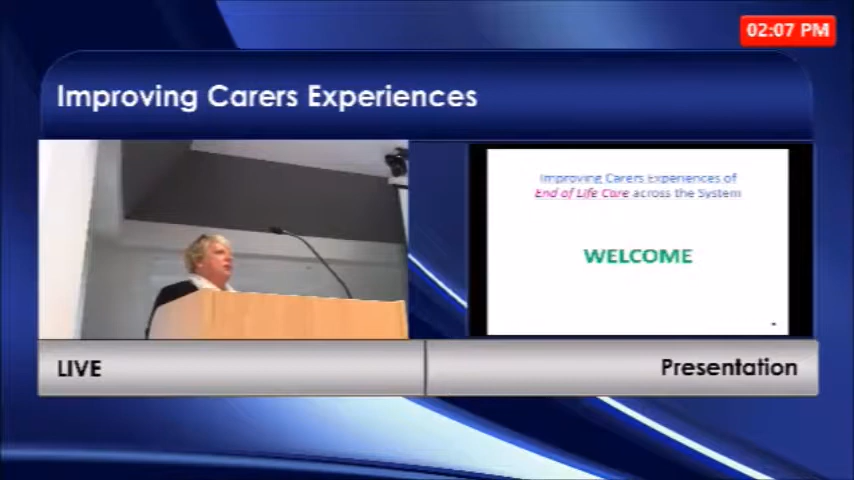 02:07 PM
Improving Carers Experiences
Improving Carers Experiences of
End of Life Care across the System
WELCOME
LIVE
Presentation